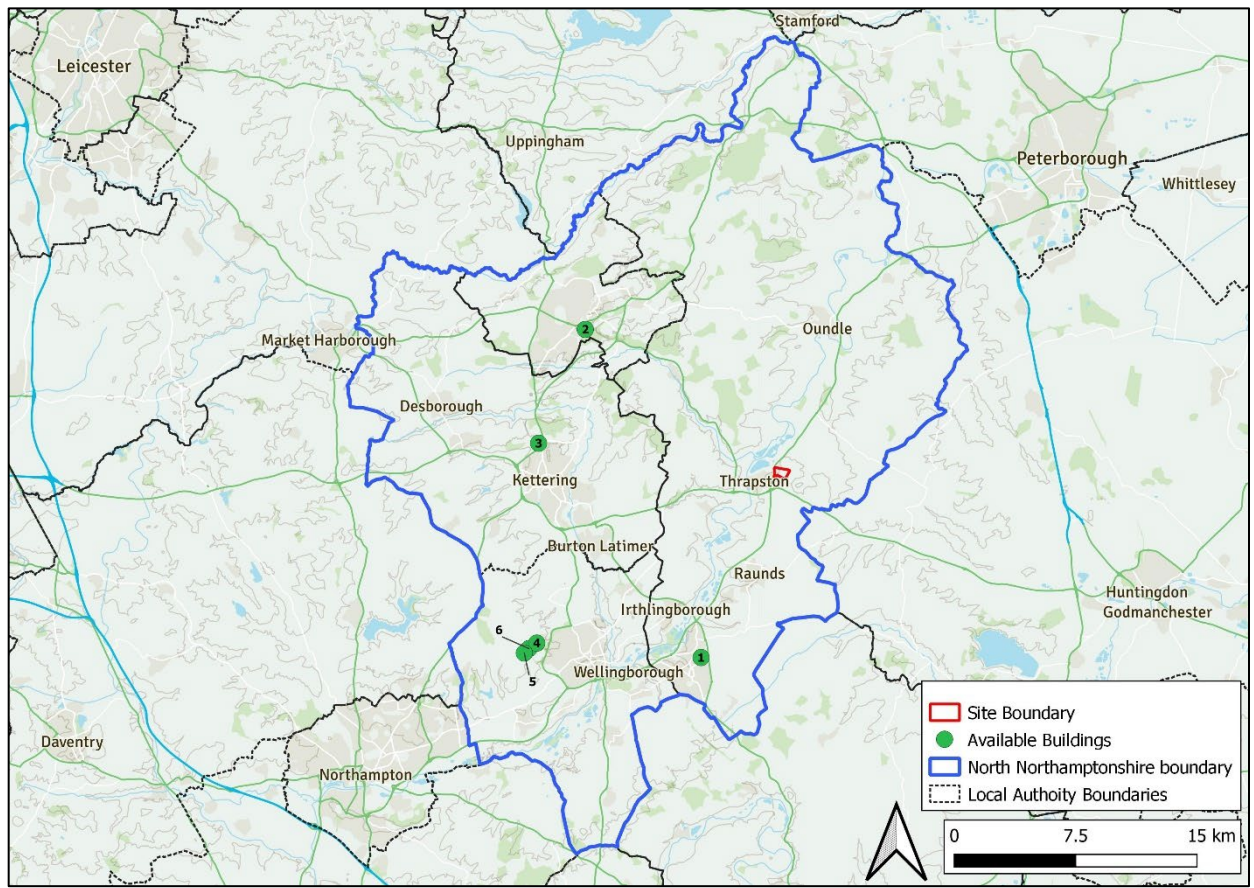 Stamford
Leicester
Uppingham
Peterborough
Whittlesey
2
Oundle
Market Harborough
Desborough
3
Kettering
Thrapston
Burton Latimer
Raunds
Huntingdon
Godmanchester
Irthlingborough
6
4
1
Wellingborough
5
Daventry
Northampton
Site Boundary
Available Buildings
North Northamptonshire boundary
Local Authoity Boundaries
0 7.5 15 km